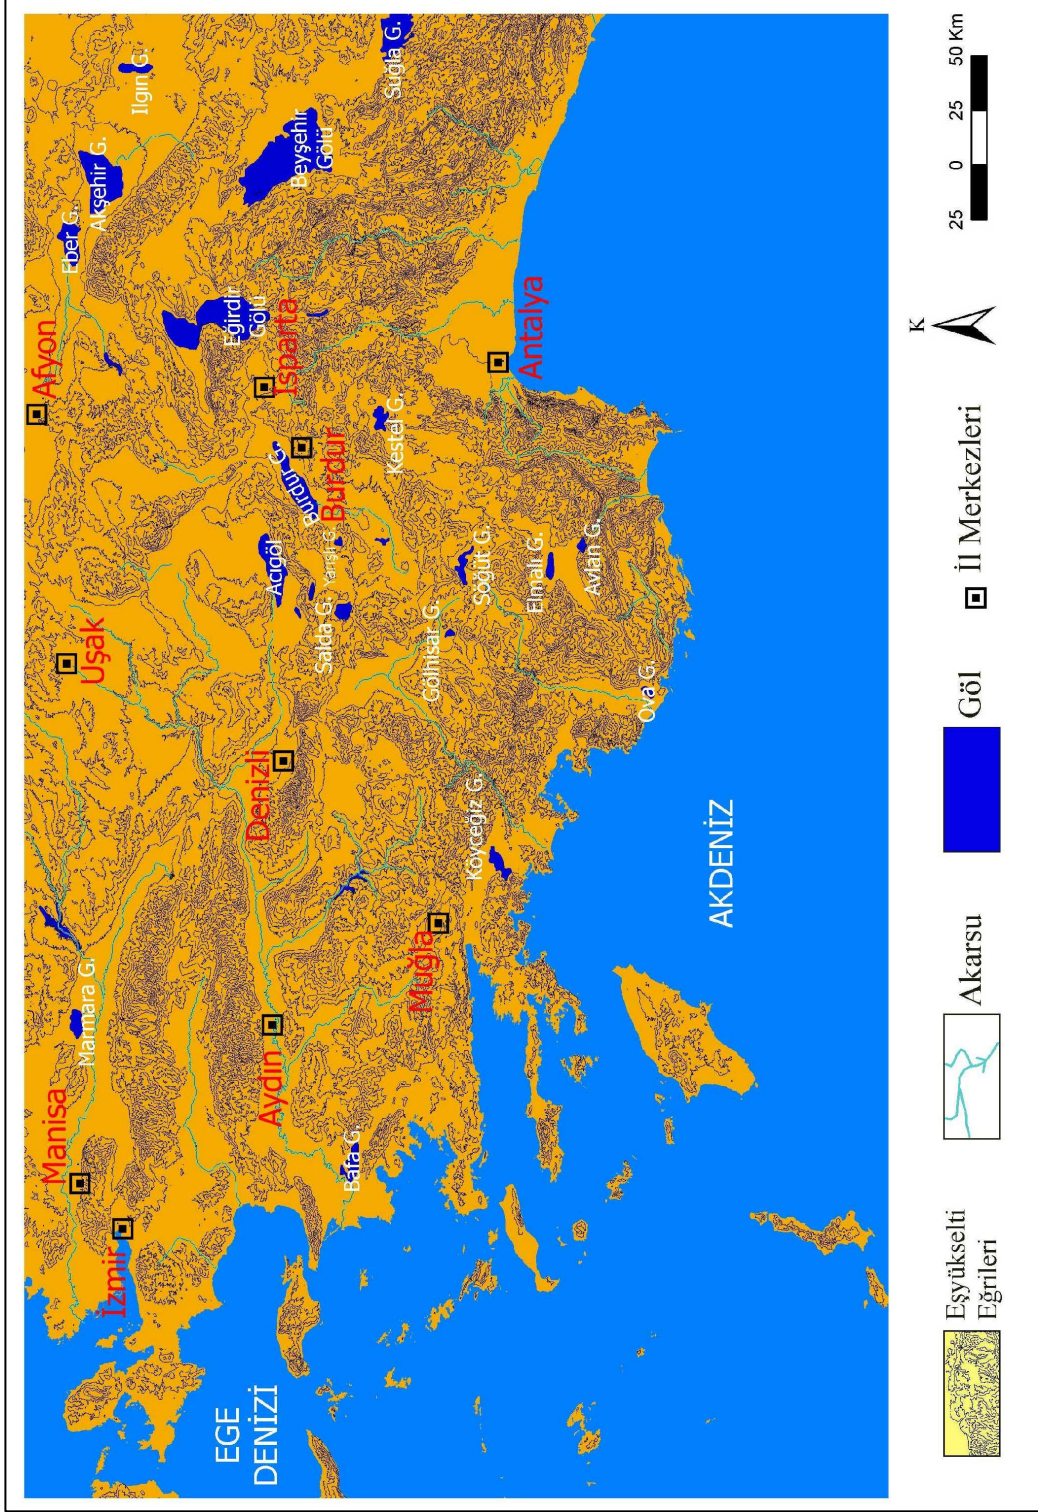 Afyon
Uşak
Manisa
İzmir
Eber G.
Akşehir G.
Ilgın G.
Marmara G.
Eğirdir
Gölü
Isparta
Beyşehir
Gölü
Suğla G.
Burdur G.
Burdur
Acıgöl
Yarışlı G.
Salda G.
Kestel G.
Denizli
Aydın
Bafa G.
Muğla
Gölhisar G.
Söğüt G.
Elmalı G.
Avlan G.
Köyceğiz G.
Ova G.
Antalya
EGE
DENİZİ
AKDENİZ
Eşyükselti
Eğrileri
Akarsu
Göl
İl Merkezleri
K
25 0 25 50 Km